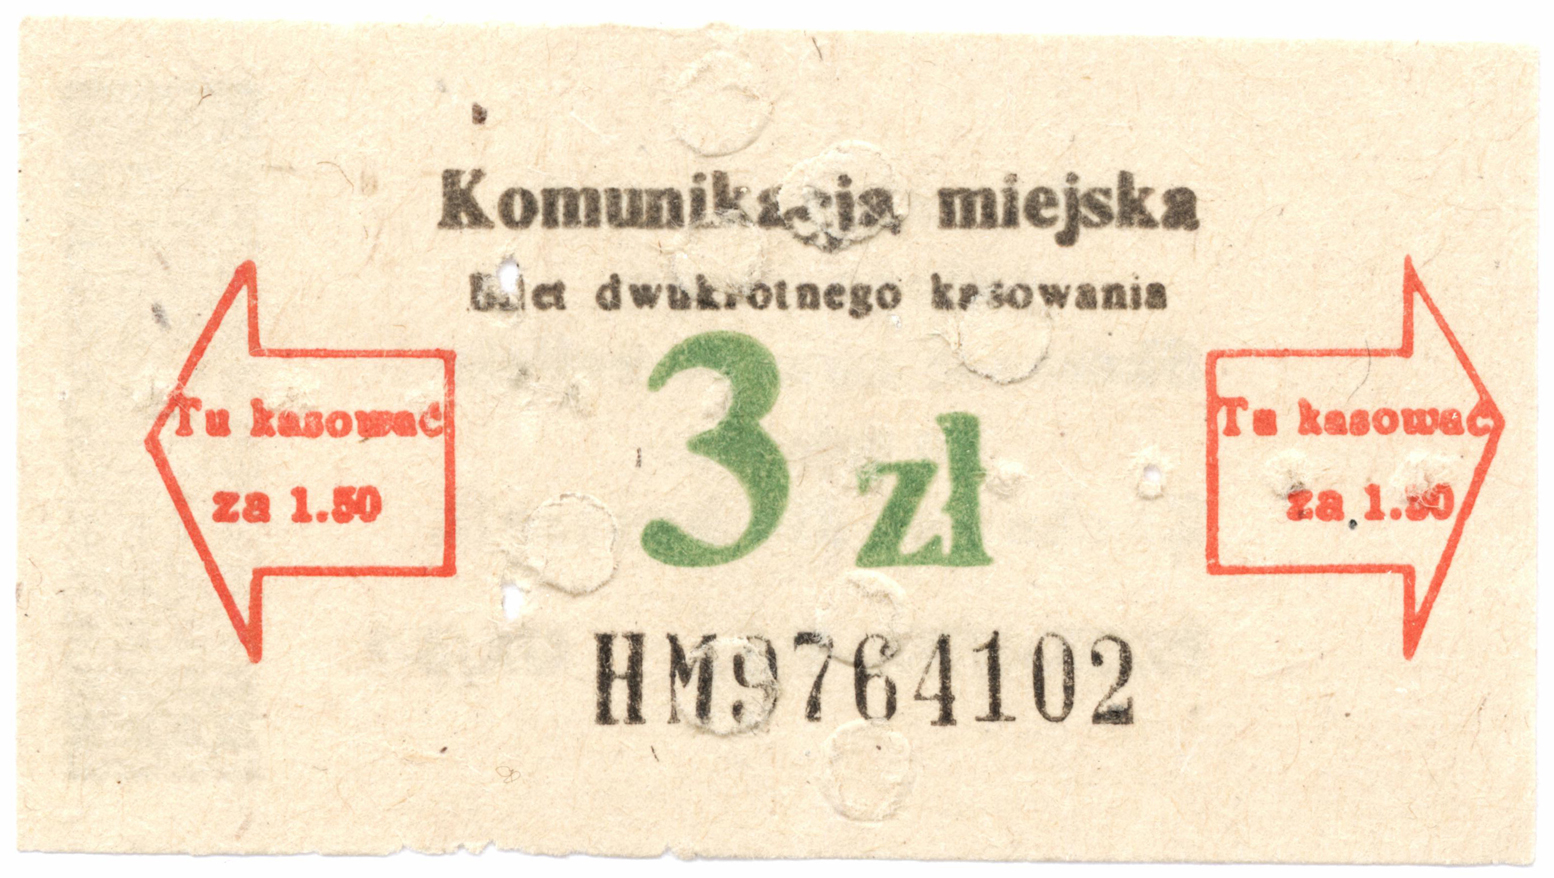 Komunikacja miejska
Bilet dwukrotnego kasowania
3 zł
Tu kasować
za 1.50
Tu kasować
za 1.50
HM9764102